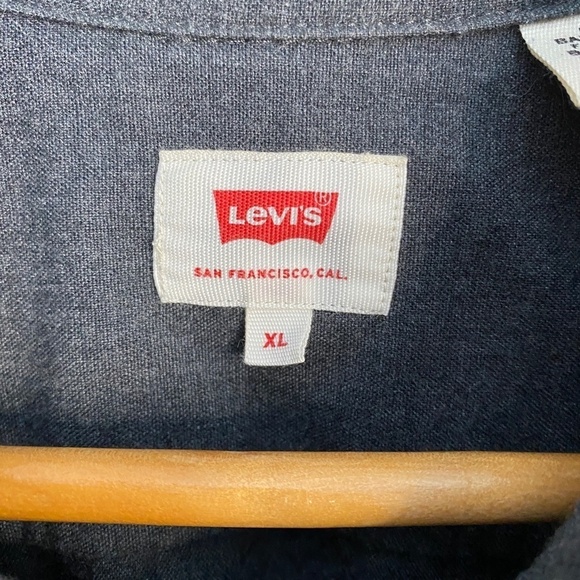 Levi's®
SAN FRANCISCO, CAL.
XL